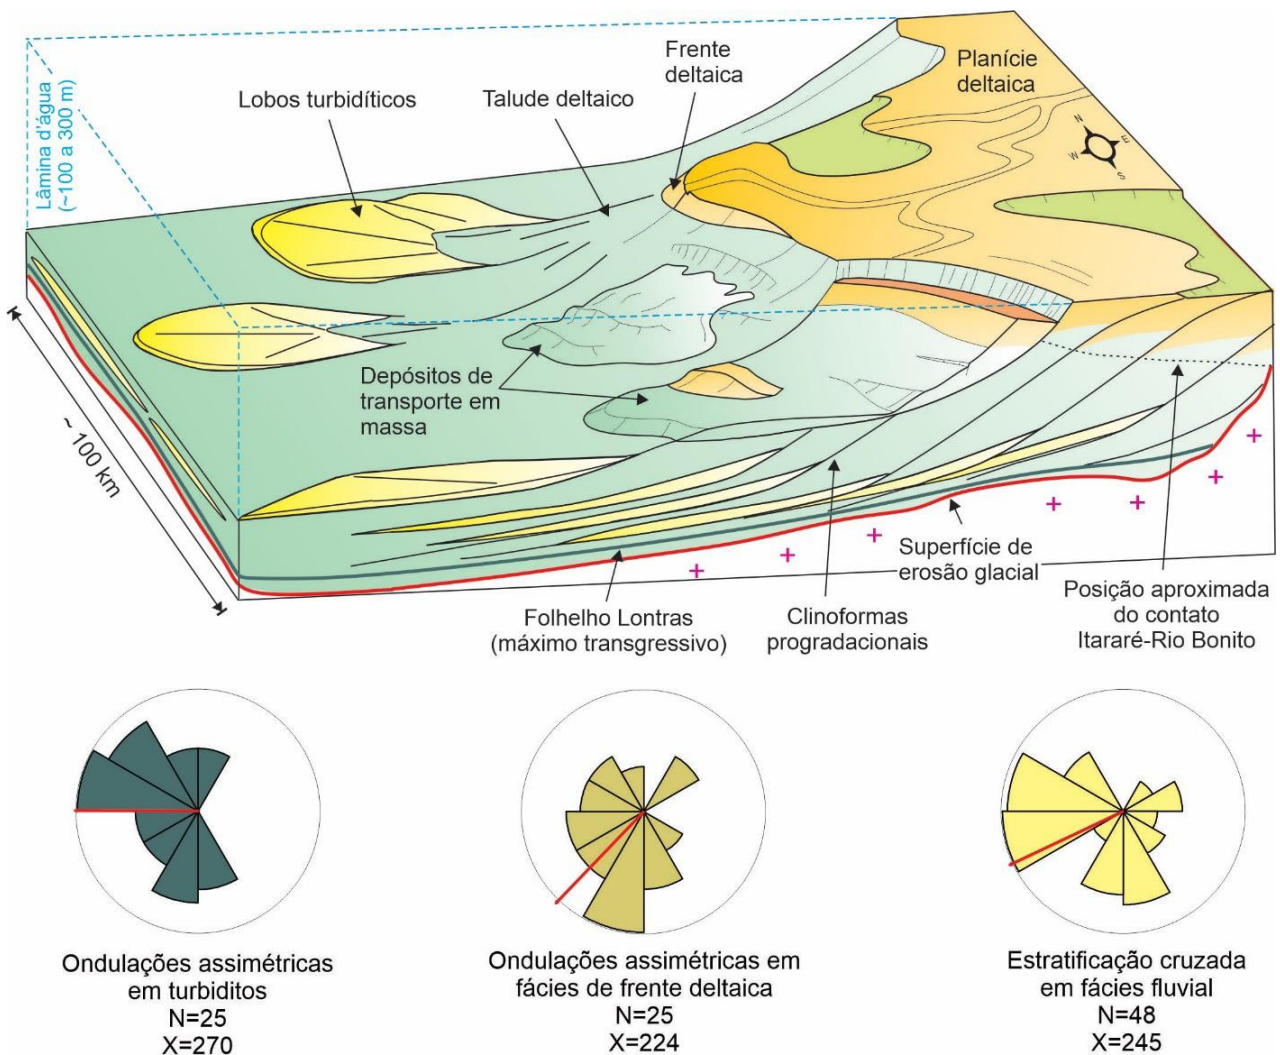 Lâmina d'água
(~100 a 300 m)
Lobos turbidíticos
Talude deltaico
Frente
deltaica
Planície
deltaica
N
E
W
S
Depósitos de
transporte em
massa
~ 100 km
Folhelho Lontras
(máximo transgressivo)
Clinoformas
progradacionais
Superfície de
erosão glacial
Posição aproximada
do contato
Itararé-Rio Bonito
Ondulações assimétricas
em turbiditos
N=25
X=270
Ondulações assimétricas em
fácies de frente deltaica
N=25
X=224
Estratificação cruzada
em fácies fluvial
N=48
X=245